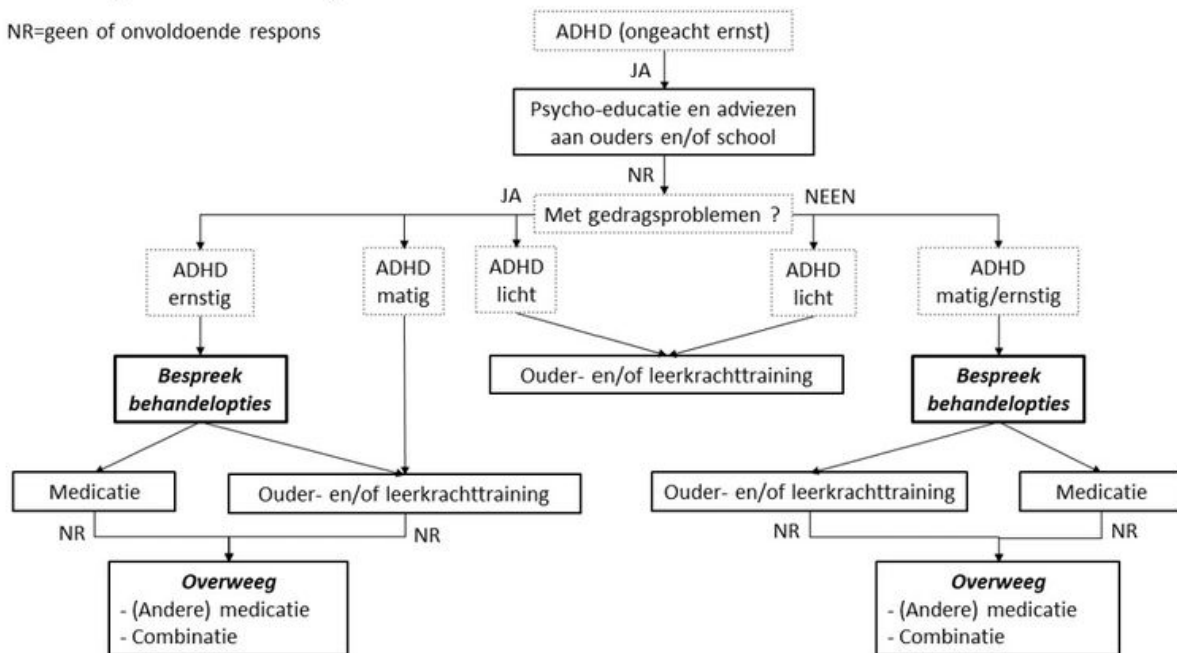 NR=geen of onvoldoende respons
ADHD (ongeacht ernst)
JA
Psycho-educatie en adviezen
aan ouders en/of school
NR
JA
Met gedragsproblemen ?
NEEN
ADHD
ernstig
ADHD
matig
ADHD
licht
ADHD
licht
ADHD
matig/ernstig
Bespreek
behandelopties
Ouder- en/of leerkrachttraining
Bespreek
behandelopties
Medicatie
Ouder- en/of leerkrachttraining
Ouder- en/of leerkrachttraining
Medicatie
NR
NR
NR
NR
Overweeg
- (Andere) medicatie
- Combinatie
Overweeg
- (Andere) medicatie
- Combinatie